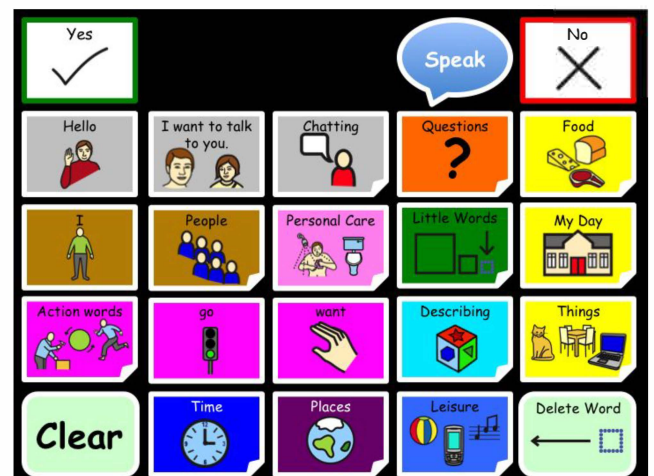 Yes
Speak
No
Hello
I want to talk
to you.
Chatting
Questions
?
Food
I
People
Personal Care
Little Words
My Day
Action words
go
want
Describing
Things
Clear
Time
Places
Leisure
Delete Word